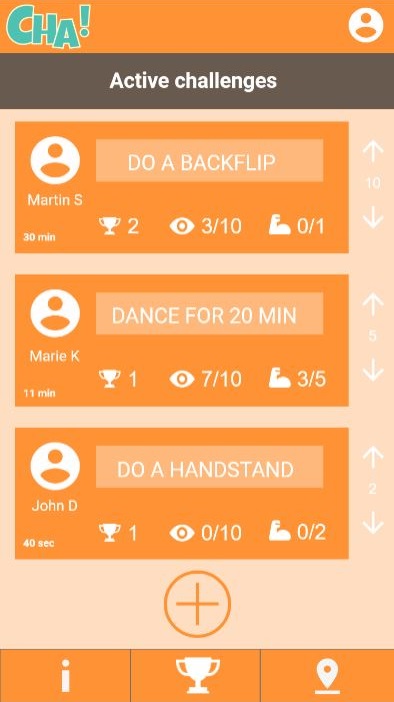 CHA!
Active challenges
DO A BACKFLIP
Martin S
10
30 min
2
3/10
0/1
DANCE FOR 20 MIN
Marie K
5
11 min
1
7/10
3/5
DO A HANDSTAND
John D
2
40 sec
1
0/10
0/2
i